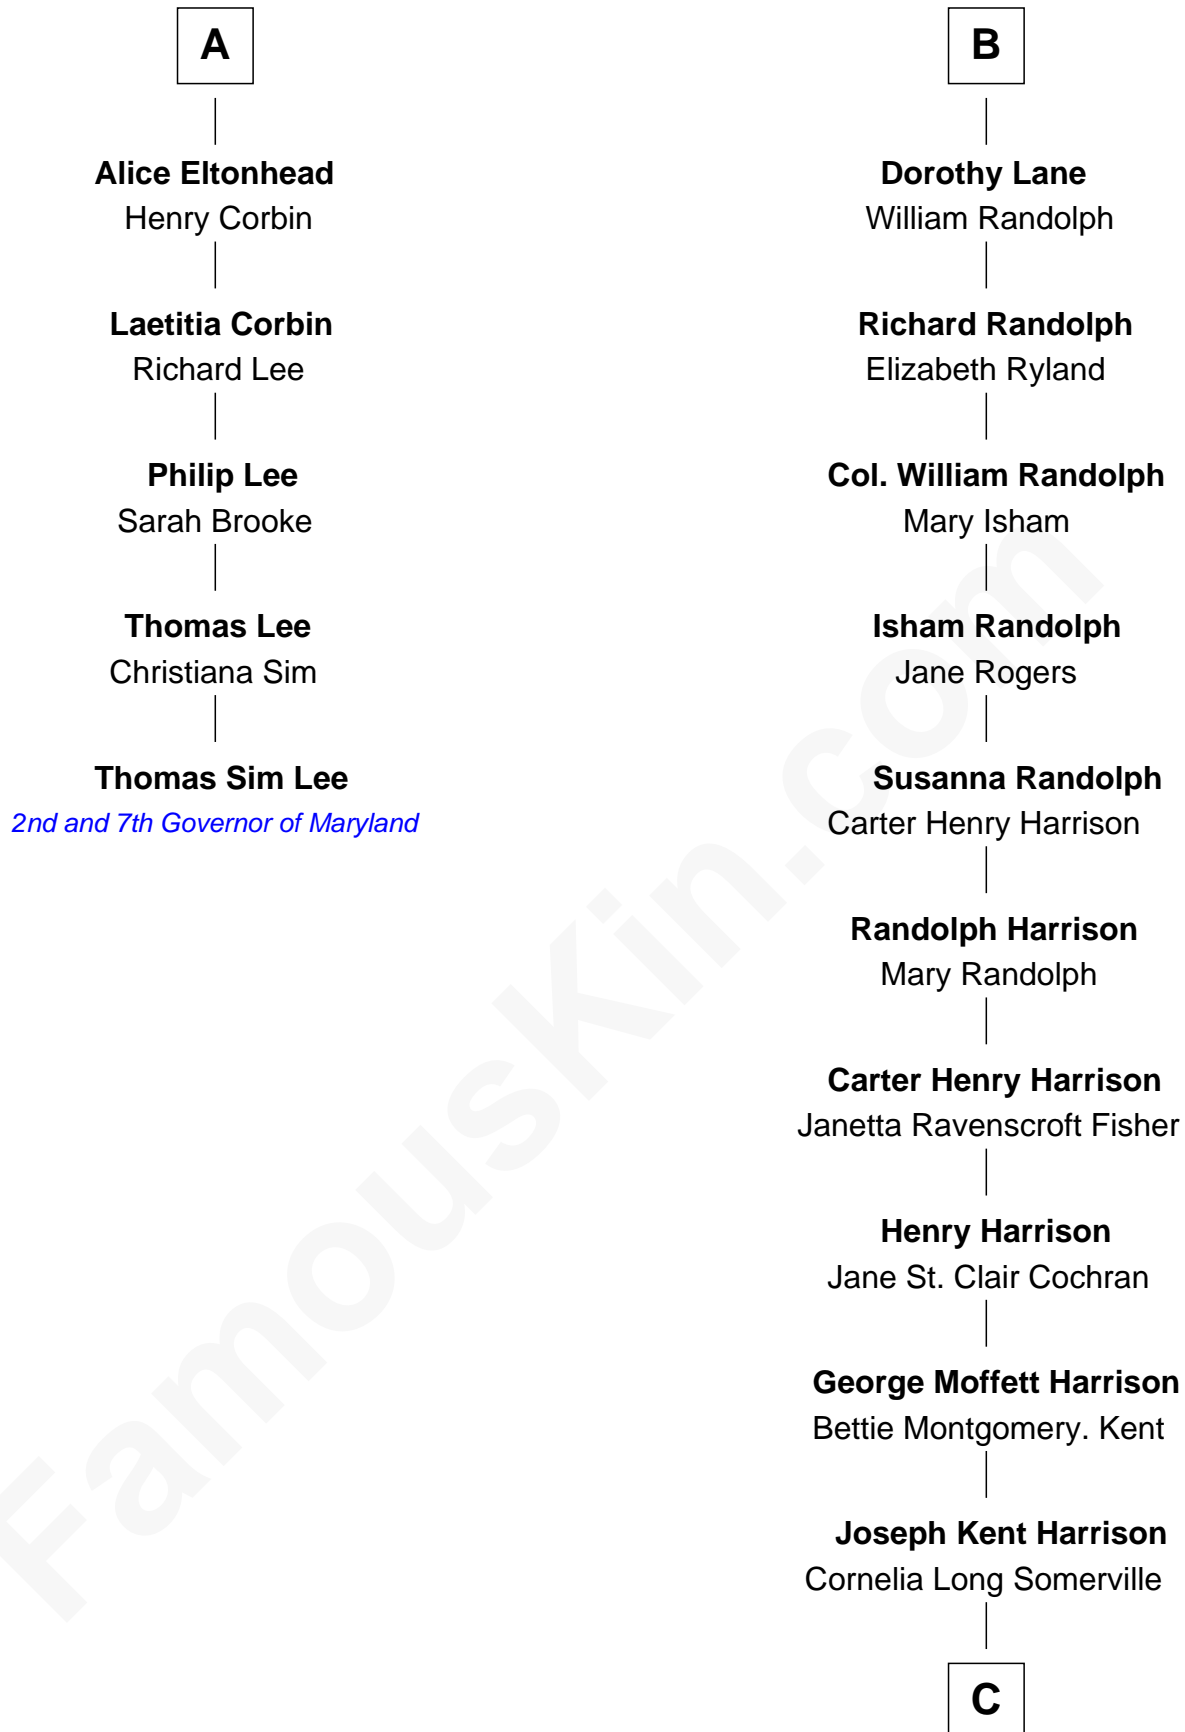 A
Alice Eltonhead
Henry Corbin
Laetitia Corbin
Richard Lee
Philip Lee
Sarah Brooke
Thomas Lee
Christiana Sim
Thomas Sim Lee
2nd and 7th Governor of Maryland
B
Dorothy Lane
William Randolph
Richard Randolph
Elizabeth Ryland
Col. William Randolph
Mary Isham
Isham Randolph
Jane Rogers
Susanna Randolph
Carter Henry Harrison
Randolph Harrison
Mary Randolph
Carter Henry Harrison
Janetta Ravenscroft Fisher
Henry Harrison
Jane St. Clair Cochran
George Moffett Harrison
Bettie Montgomery. Kent
Joseph Kent Harrison
Cornelia Long Somerville
C
FamousKin.com